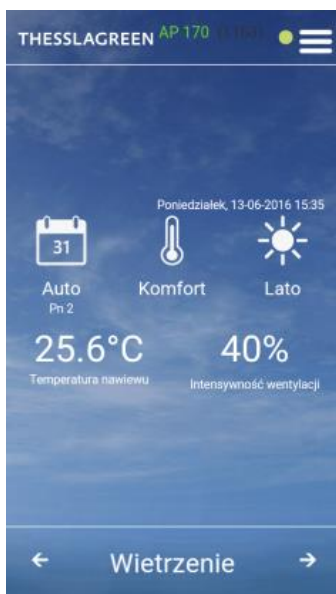 THESSLAGREEN AP 170
Poniedziałek, 13-06-2016 15:35
31
Auto Komfort Lato
Pn 2
25.6°C 40%
Temperatura nawiewu Intensywność wentylacji
Wietrzenie